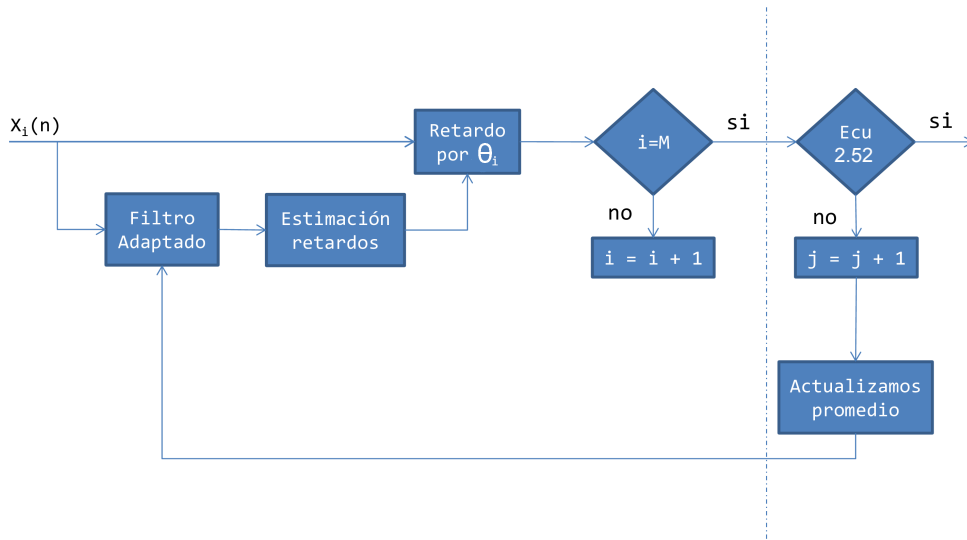 Xᵢ(n)
Filtro
Adaptado
Estimación
retardos
Retardo
por θᵢ
i=M
si
no
i = i + 1
Ecu
2.52
si
no
j = j + 1
Actualizamos
promedio